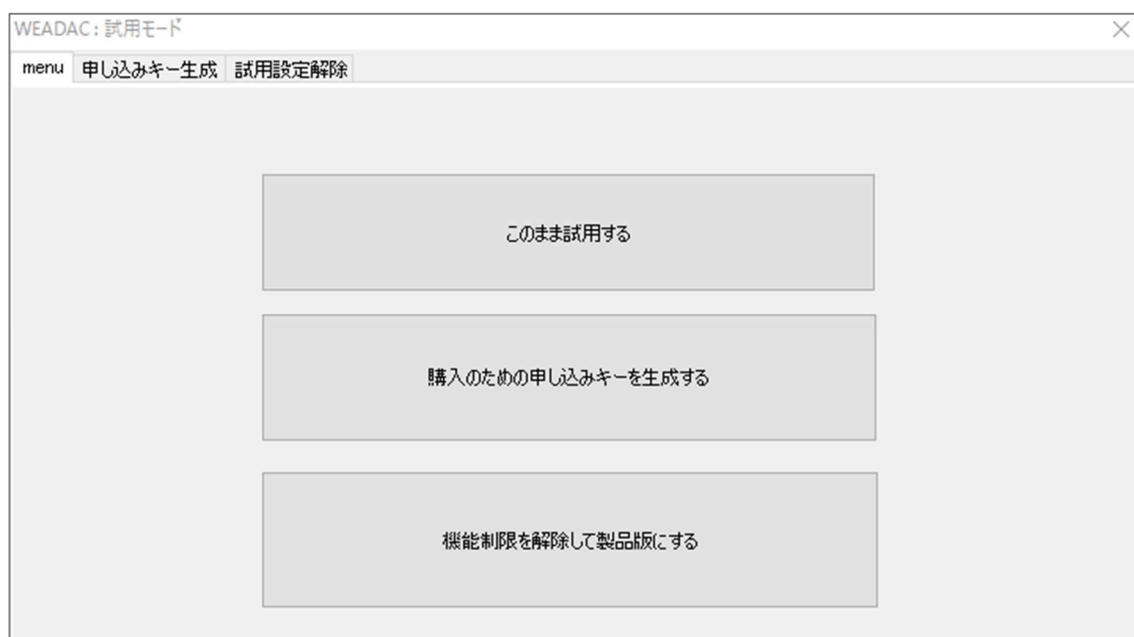 WEADAC : 試用モード
menu 申し込みキー生成 試用設定解除
このまま試用する
購入のための申し込みキーを生成する
機能制限を解除して製品版にする